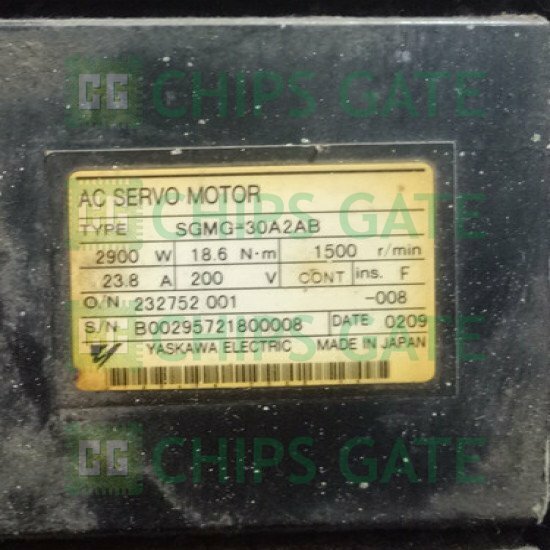 CHIPS GATE
AC SERVO MOTOR
TYPE SGMG-30A2AB
2900 W 18.6 N·m 1500 r/min
23.8 A 200 V CONT ins. F
O/N 232752 001 -008
S/N B00295721800008 DATE 0209
YASKAWA ELECTRIC MADE IN JAPAN
CHIPS GATE
CHIPS GATE